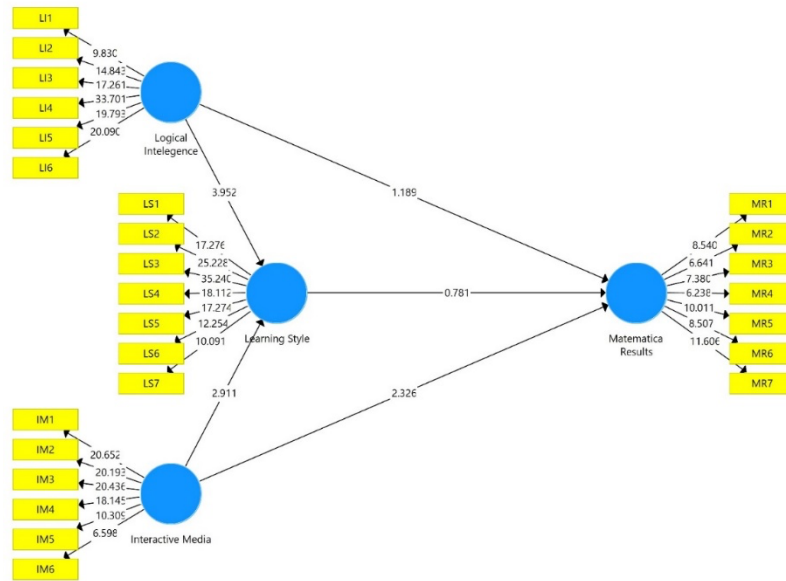 LI1
LI2
LI3
LI4
LI5
LI6
9.830
14.843
17.261
33.701
19.793
20.090
Logical
Intelegence
3.952
1.189
LS1
LS2
LS3
LS4
LS5
LS6
LS7
17.276
25.228
35.240
18.112
17.274
12.254
10.091
Learning Style
0.781
MR1
MR2
MR3
MR4
MR5
MR6
MR7
8.540
6.641
7.380
6.238
10.011
8.507
11.606
Matematica
Results
2.911
2.326
IM1
IM2
IM3
IM4
IM5
IM6
20.652
20.193
20.436
18.145
10.309
6.598
Interactive Media